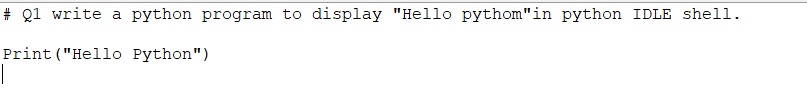 # Q1 write a python program to display "Hello pythom"in python IDLE shell.
Print("Hello Python")